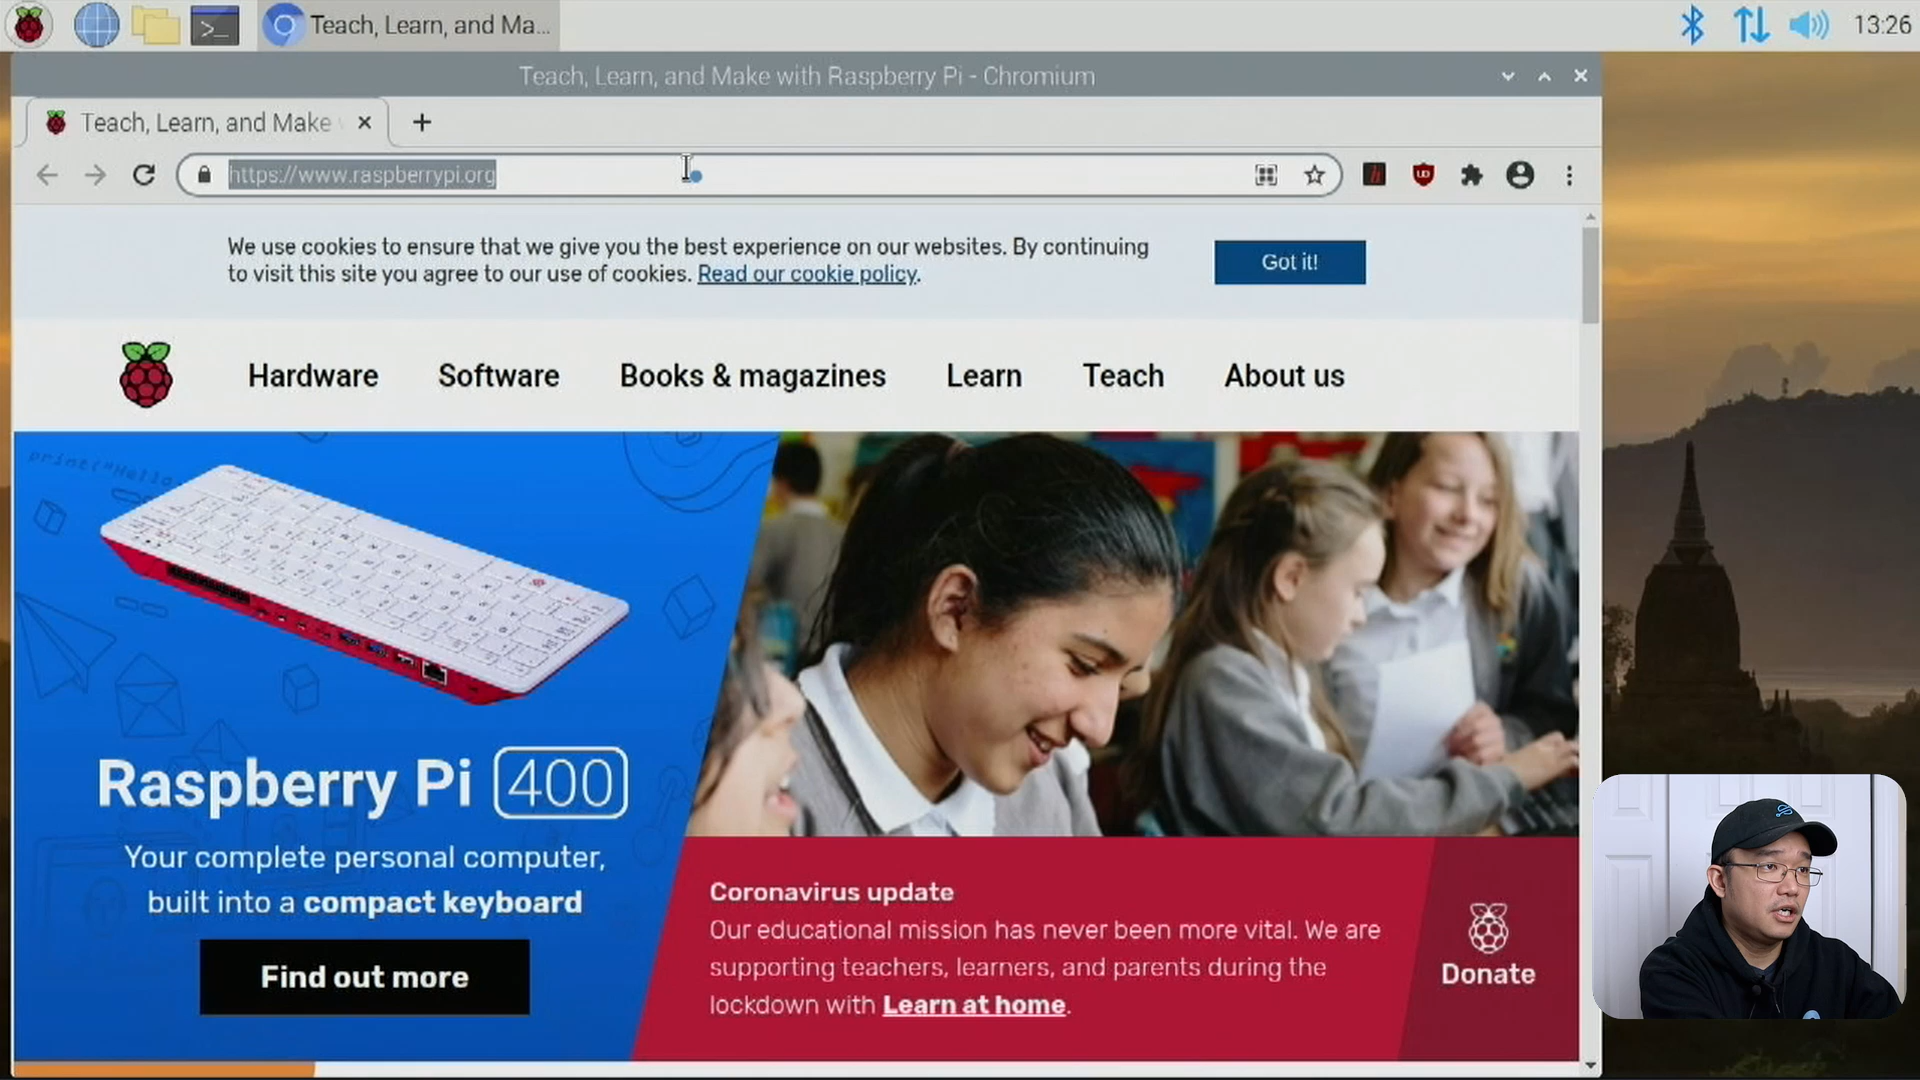 Teach, Learn, and Ma...
13:26
Teach, Learn, and Make with Raspberry Pi - Chromium
Teach, Learn, and Make
https://www.raspberrypi.org
We use cookies to ensure that we give you the best experience on our websites. By continuing
to visit this site you agree to our use of cookies. Read our cookie policy.
Got it!
Hardware
Software
Books & magazines
Learn
Teach
About us
print("Hello
Raspberry Pi 400
Your complete personal computer,
built into a compact keyboard
Find out more
Coronavirus update
Our educational mission has never been more vital. We are
supporting teachers, learners, and parents during the
lockdown with Learn at home.
Donate